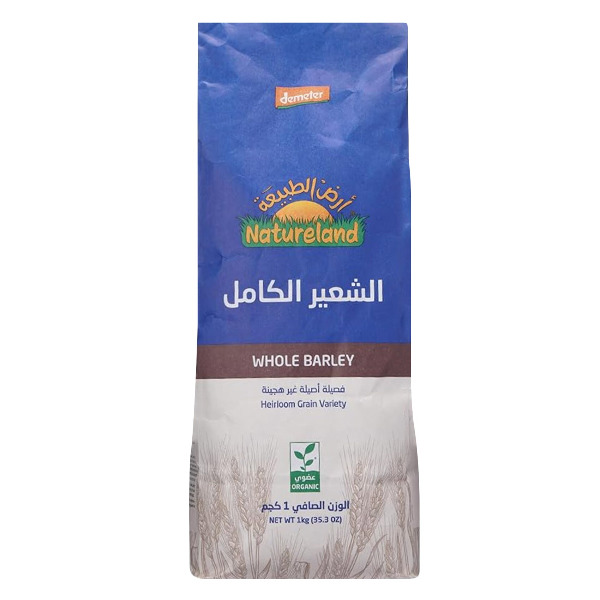 demeter
أرض الطبيعة
Natureland
الشعير الكامل
WHOLE BARLEY
فصيلة أصيلة غير هجينة
Heirloom Grain Variety
عضوي
ORGANIC
الوزن الصافي 1 كجم
NET WT 1kg (35.3 OZ)